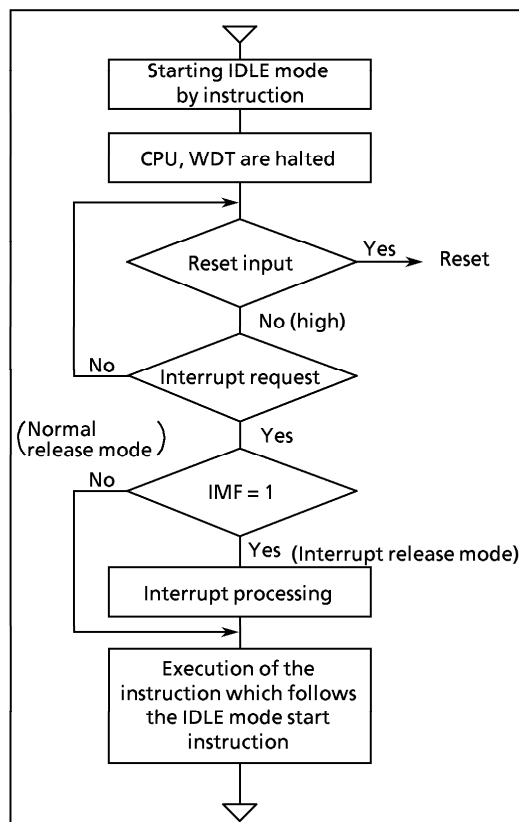 Starting IDLE mode
by instruction
CPU, WDT are halted
Reset input
Yes
Reset
No (high)
No
Interrupt request
Yes
(Normal
release mode)
No
IMF = 1
Yes
(Interrupt release mode)
Interrupt processing
Execution of the
instruction which follows
the IDLE mode start
instruction